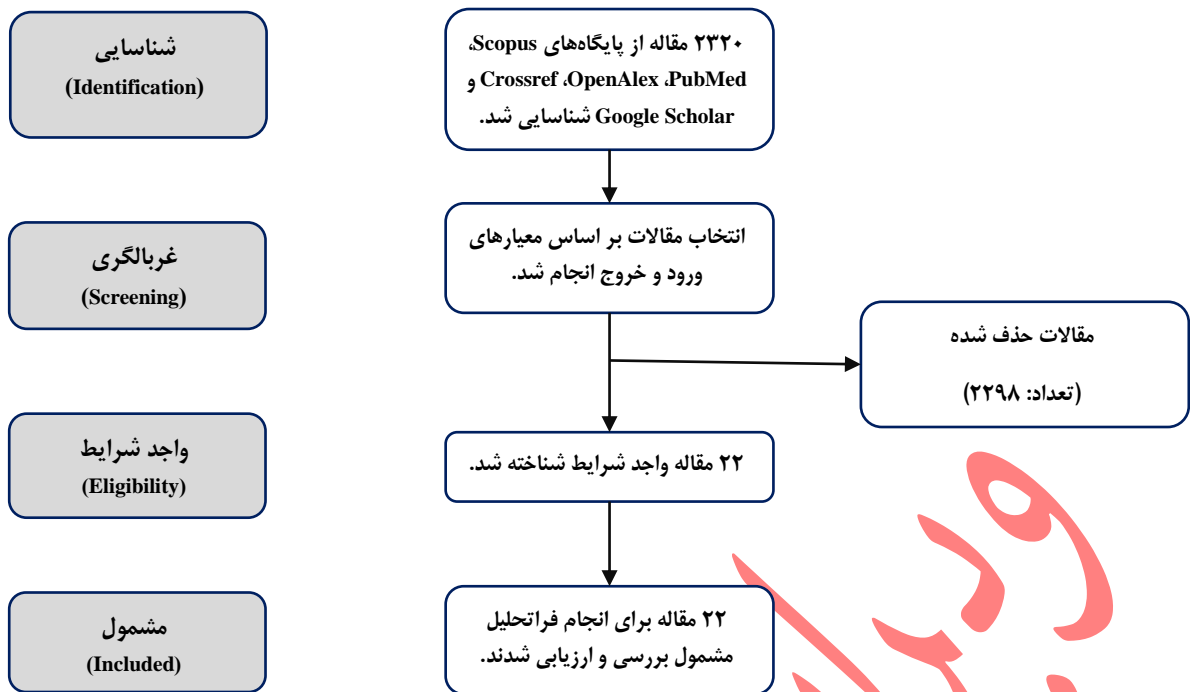 شناسایی
(Identification)
۲۳۲۰ مقاله از پایگاه‌های Scopus،
PubMed، OpenAlex، Crossref و
Google Scholar شناسایی شد.
غربالگری
(Screening)
انتخاب مقالات بر اساس معیارهای
ورود و خروج انجام شد.
مقالات حذف شده
(تعداد: ۲۲۹۸)
واجد شرایط
(Eligibility)
۲۲ مقاله واجد شرایط شناخته شد.
مشمول
(Included)
۲۲ مقاله برای انجام فراتحلیل
مشمول بررسی و ارزیابی شدند.